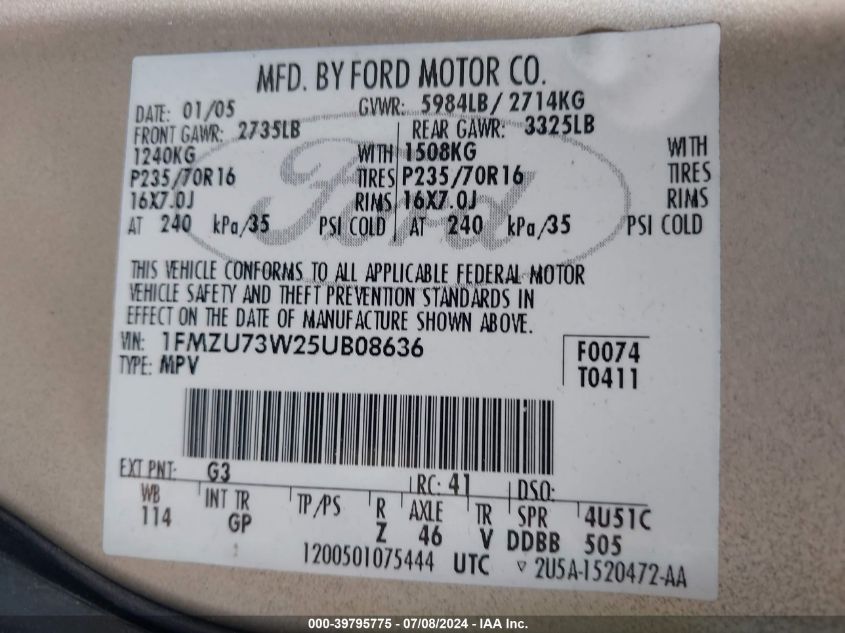 MFD. BY FORD MOTOR CO.
DATE: 01/05 GVWR: 5984LB/ 2714KG
FRONT GAWR: 2735LB REAR GAWR: 3325LB
1240KG WITH 1508KG WITH
P235/70R16 TIRES P235/70R16 TIRES
16X7.0J RIMS 16X7.0J RIMS
AT 240 kPa/35 PSI COLD AT 240 kPa/35 PSI COLD
Ford
THIS VEHICLE CONFORMS TO ALL APPLICABLE FEDERAL MOTOR
VEHICLE SAFETY AND THEFT PREVENTION STANDARDS IN
EFFECT ON THE DATE OF MANUFACTURE SHOWN ABOVE.
VIN: 1FMZU73W25UB08636 F0074
TYPE: MPV T0411
EXT PNT: G3 RC: 41 DSO:
WB INT TR TP/PS R AXLE TR SPR 4U51C
114 GP Z 46 V DDBB 505
1200501075444 UTC ▽ 2U5A-1520472-AA
000-39795775 - 07/08/2024 - IAA Inc.